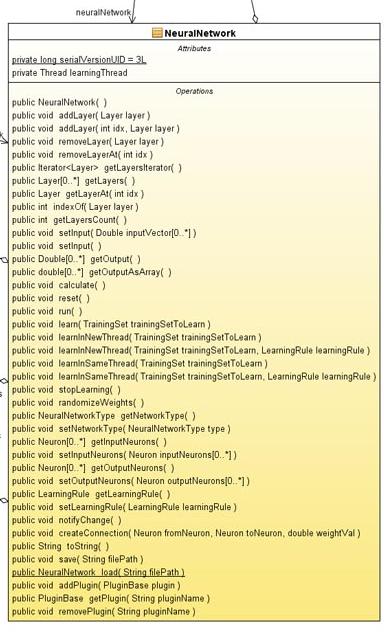 neuralNetwork
NeuralNetwork
Attributes
private long serialVersionUID = 3L
private Thread learningThread
Operations
public NeuralNetwork( )
public void addLayer( Layer layer )
public void addLayer( int idx, Layer layer )
public void removeLayer( Layer layer )
public void removeLayerAt( int idx )
public Iterator<Layer> getLayersIterator( )
public Layer[0..*] getLayers( )
public Layer getLayerAt( int idx )
public int indexOf( Layer layer )
public int getLayersCount( )
public void setInput( Double inputVector[0..*] )
public void setInput( )
public Double[0..*] getOutput( )
public double[0..*] getOutputAsArray( )
public void calculate( )
public void reset( )
public void run( )
public void learn( TrainingSet trainingSetToLearn )
public void learnInNewThread( TrainingSet trainingSetToLearn )
public void learnInNewThread( TrainingSet trainingSetToLearn, LearningRule learningRule )
public void learnInSameThread( TrainingSet trainingSetToLearn )
public void learnInSameThread( TrainingSet trainingSetToLearn, LearningRule learningRule )
public void stopLearning( )
public void randomizeWeights( )
public NeuralNetworkType getNetworkType( )
public void setNetworkType( NeuralNetworkType type )
public Neuron[0..*] getInputNeurons( )
public void setInputNeurons( Neuron inputNeurons[0..*] )
public Neuron[0..*] getOutputNeurons( )
public void setOutputNeurons( Neuron outputNeurons[0..*] )
public LearningRule getLearningRule( )
public void setLearningRule( LearningRule learningRule )
public void notifyChange( )
public void createConnection( Neuron fromNeuron, Neuron toNeuron, double weightVal )
public String toString( )
public void save( String filePath )
public NeuralNetwork load( String filePath )
public void addPlugin( PluginBase plugin )
public PluginBase getPlugin( String pluginName )
public void removePlugin( String pluginName )